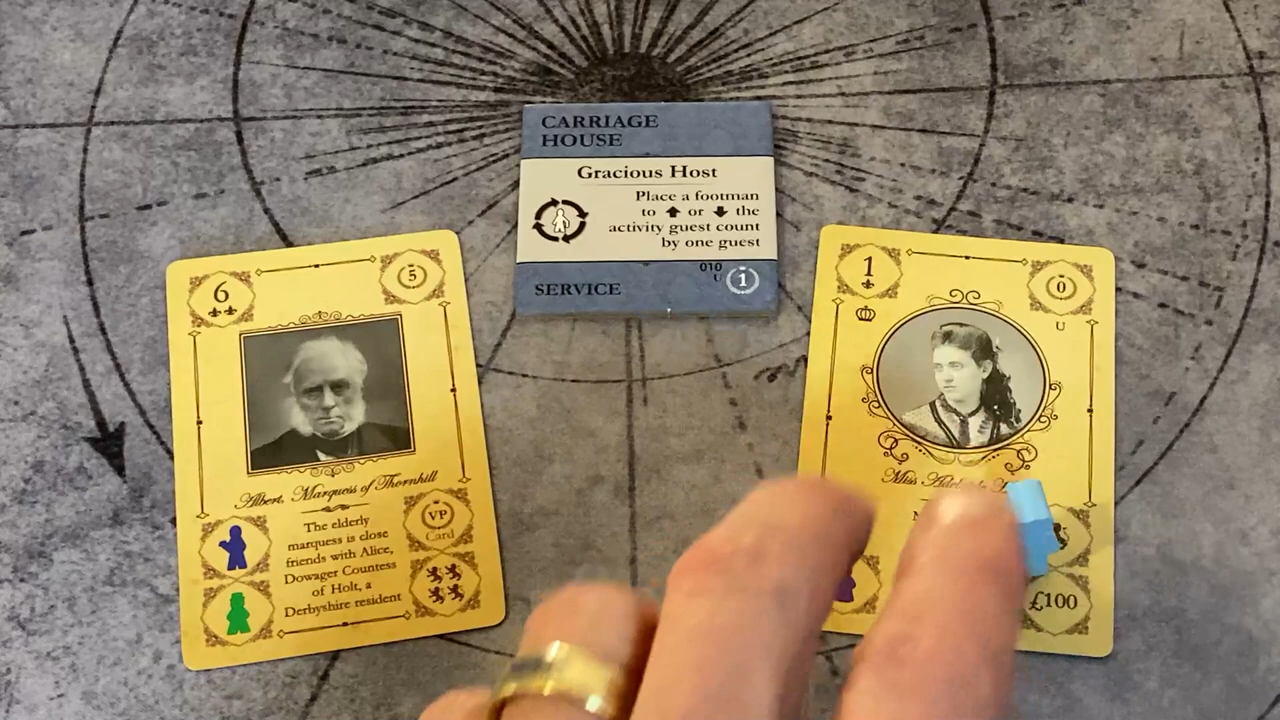 CARRIAGE
HOUSE
Gracious Host
Place a footman
to or the
activity guest count
by one guest
010
U
1
SERVICE
6
5
Albert, Marquess of Thornhill
The elderly
marquess is close
friends with Alice,
Dowager Countess
of Holt, a
Derbyshire resident
VP
Card
1
0
U
Miss
£100